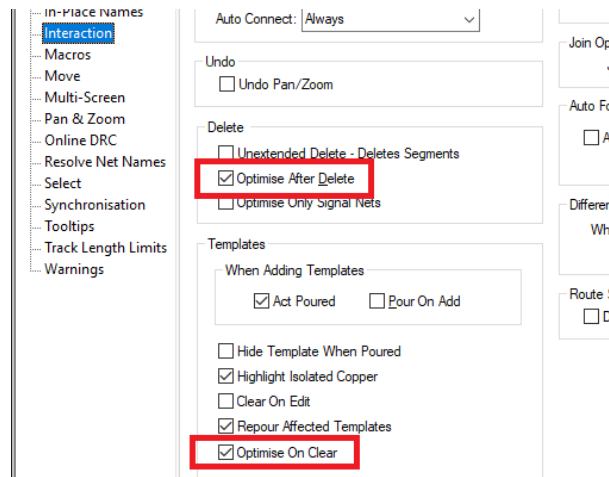 In-Place Names
Interaction
Macros
Move
Multi-Screen
Pan & Zoom
Online DRC
Resolve Net Names
Select
Synchronisation
Tooltips
Track Length Limits
Warnings
Auto Connect: Always
Undo
Undo Pan/Zoom
Delete
Unextended Delete - Deletes Segments
Optimise After Delete
Optimise Only Signal Nets
Templates
When Adding Templates
Act Poured
Pour On Add
Hide Template When Poured
Highlight Isolated Copper
Clear On Edit
Repour Affected Templates
Optimise On Clear
Join Op
Auto Fo
A
Differer
Wh
Route
D